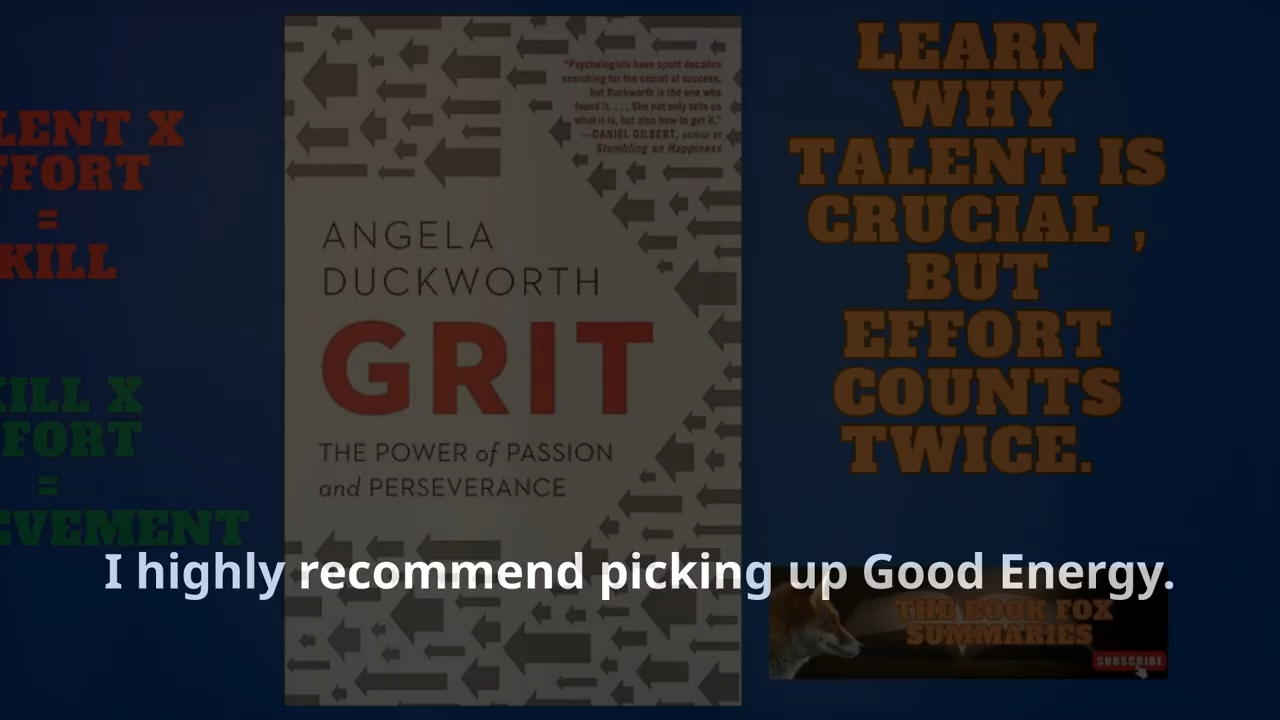 LENT X
FFORT
=
KILL
KILL X
FORT
=
EVEMENT
"Psychologists have spent decades
searching for the secret of success,
but Duckworth is the one who
found it. . . . She not only tells us
what it is, but also how to get it."
—DANIEL GILBERT, author of
Stumbling on Happiness
ANGELA
DUCKWORTH
GRIT
THE POWER of PASSION
and PERSEVERANCE
LEARN
WHY
TALENT IS
CRUCIAL ,
BUT
EFFORT
COUNTS
TWICE.
I highly recommend picking up Good Energy.
THE BOOK FOX
SUMMARIES
SUBSCRIBE